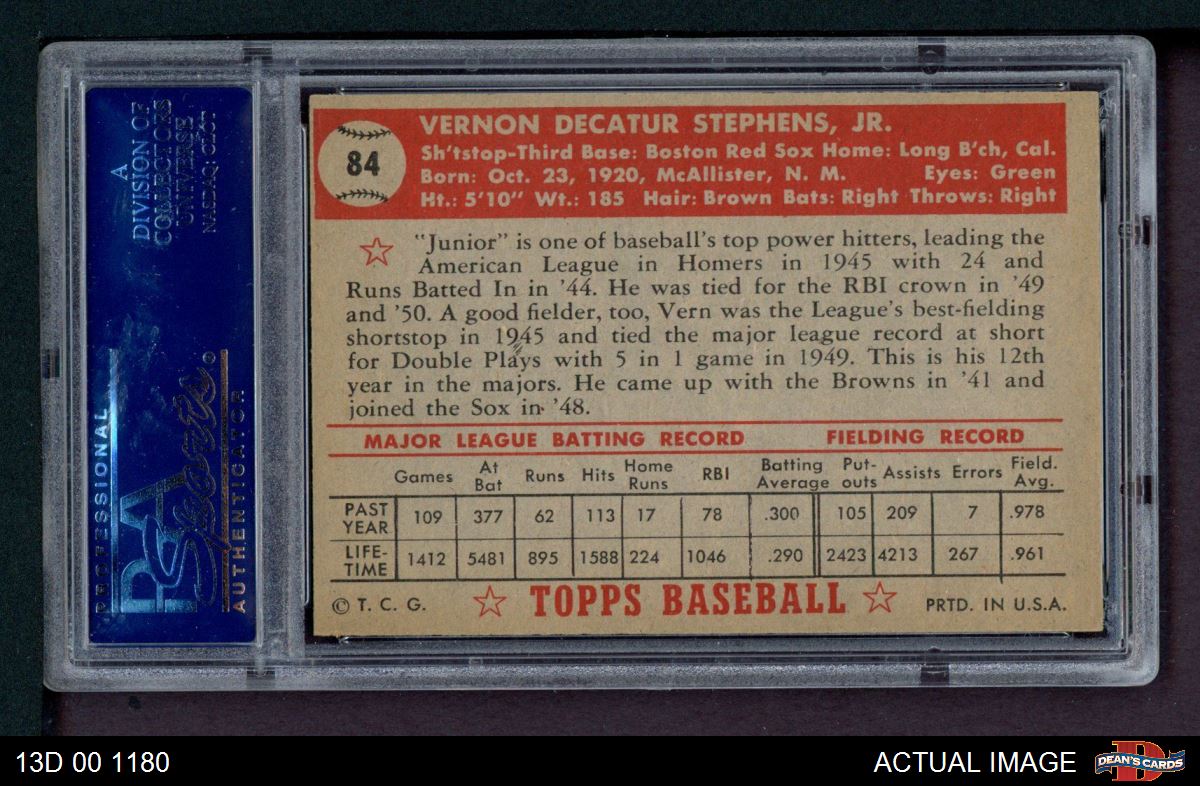 A
DIVISION OF
COLLECTORS
UNIVERSE
NASDAQ: CLCT
PROFESSIONAL
PSA
Sports
AUTHENTICATOR
84
VERNON DECATUR STEPHENS, JR.
Sh'tstop-Third Base: Boston Red Sox Home: Long B'ch, Cal.
Born: Oct. 23, 1920, McAllister, N. M. Eyes: Green
Ht.: 5'10" Wt.: 185 Hair: Brown Bats: Right Throws: Right
"Junior" is one of baseball's top power hitters, leading the
American League in Homers in 1945 with 24 and
Runs Batted In in '44. He was tied for the RBI crown in '49
and '50. A good fielder, too, Vern was the League's best-fielding
shortstop in 1945 and tied the major league record at short
for Double Plays with 5 in 1 game in 1949. This is his 12th
year in the majors. He came up with the Browns in '41 and
joined the Sox in '48.
MAJOR LEAGUE BATTING RECORD FIELDING RECORD
Games At Bat Runs Hits Home Runs RBI Batting Average Put-outs Assists Errors Field. Avg.
PAST YEAR 109 377 62 113 17 78 .300 105 209 7 .978
LIFE-TIME 1412 5481 895 1588 224 1046 .290 2423 4213 267 .961
© T. C. G. TOPPS BASEBALL PRTD. IN U.S.A.
13D 00 1180 ACTUAL IMAGE D DEAN'S CARDS